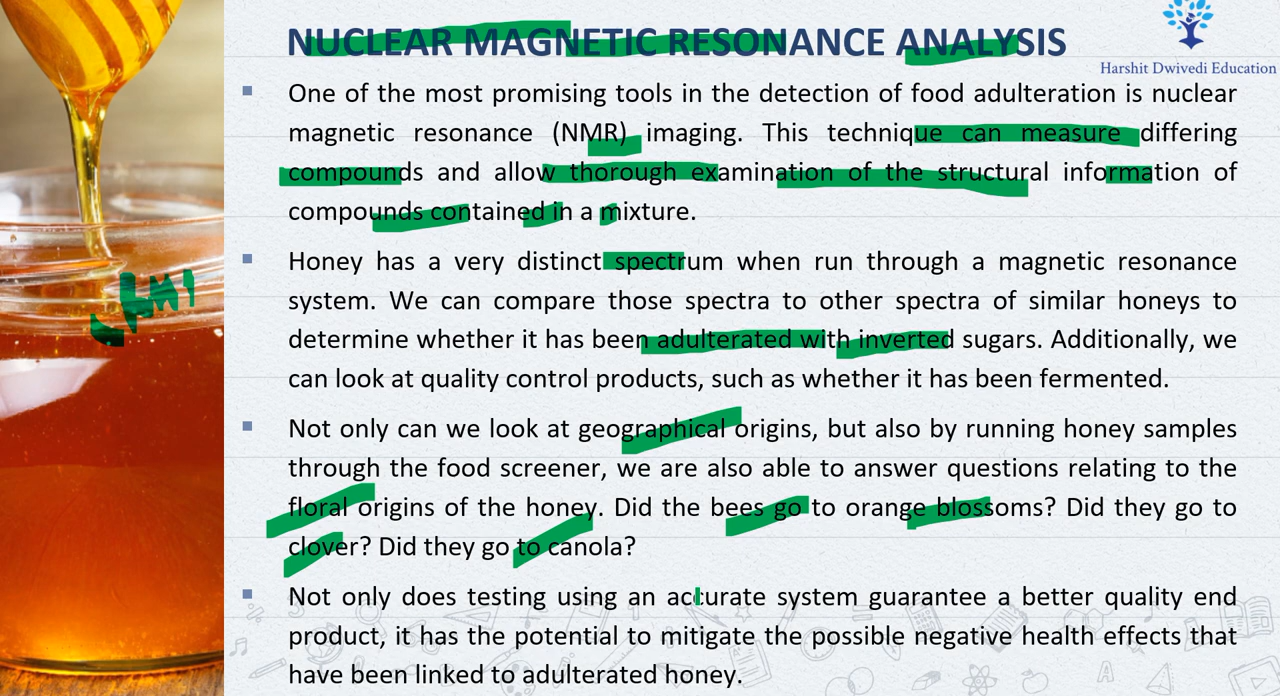 NUCLEAR MAGNETIC RESONANCE ANALYSIS
Harshit Dwivedi Education
▪ One of the most promising tools in the detection of food adulteration is nuclear
magnetic resonance (NMR) imaging. This technique can measure differing
compounds and allow thorough examination of the structural information of
compounds contained in a mixture.
▪ Honey has a very distinct spectrum when run through a magnetic resonance
system. We can compare those spectra to other spectra of similar honeys to
determine whether it has been adulterated with inverted sugars. Additionally, we
can look at quality control products, such as whether it has been fermented.
▪ Not only can we look at geographical origins, but also by running honey samples
through the food screener, we are also able to answer questions relating to the
floral origins of the honey. Did the bees go to orange blossoms? Did they go to
clover? Did they go to canola?
▪ Not only does testing using an accurate system guarantee a better quality end
product, it has the potential to mitigate the possible negative health effects that
have been linked to adulterated honey.